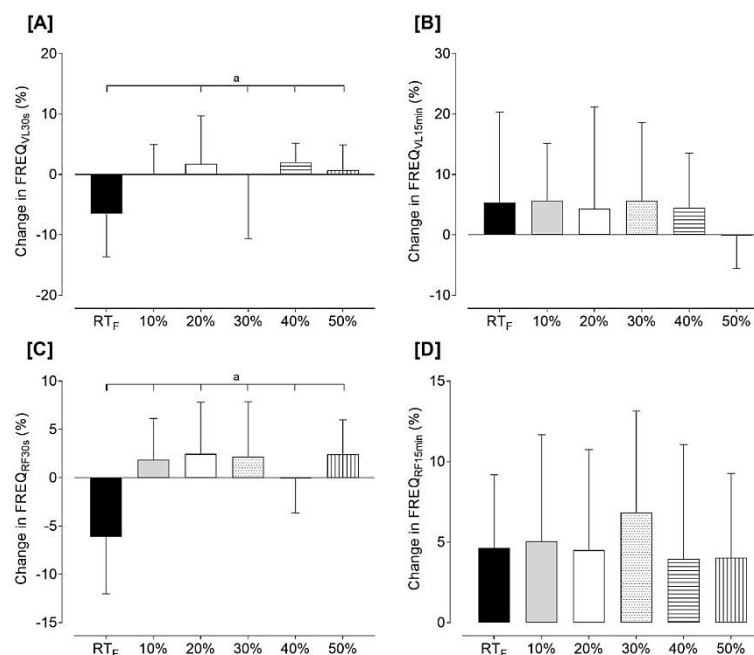 [A]
Change in FREQVL30s (%)
20
10
0
-10
-20
a
RTF 10% 20% 30% 40% 50%
[B]
Change in FREQVL15min (%)
30
20
10
0
-10
RTF 10% 20% 30% 40% 50%
[C]
Change in FREQRF30s (%)
10
5
0
-5
-10
-15
a
RTF 10% 20% 30% 40% 50%
[D]
Change in FREQRF15min (%)
15
10
5
0
RTF 10% 20% 30% 40% 50%